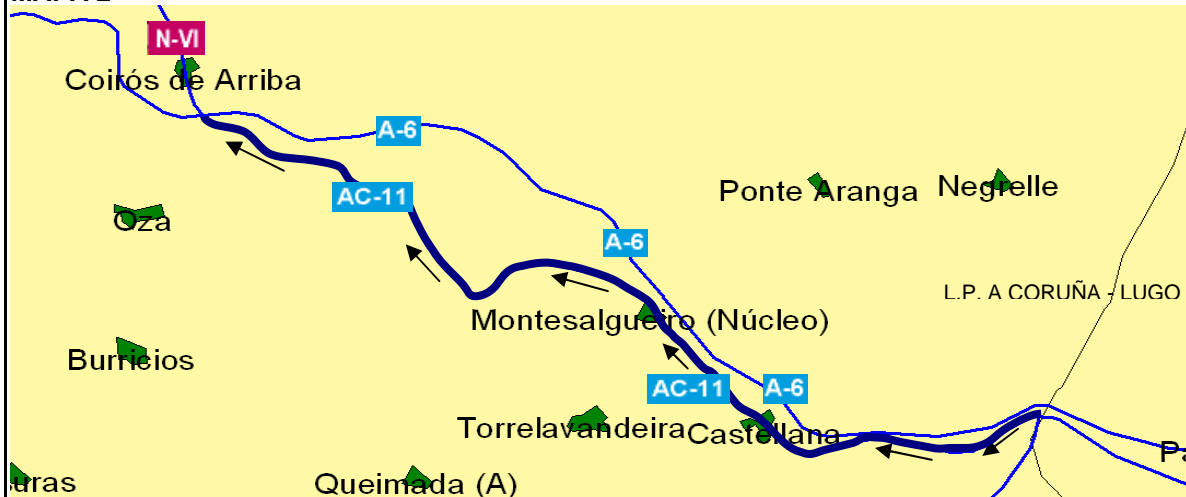 N-VI
Coirós de Arriba
A-6
AC-11
Ponte Aranga
Negrelle
Oza
A-6
L.P. A CORUÑA - LUGO
Montesalgueiro (Núcleo)
Burricios
AC-11
A-6
Torrelavandeira
Castellana
Queimada (A)